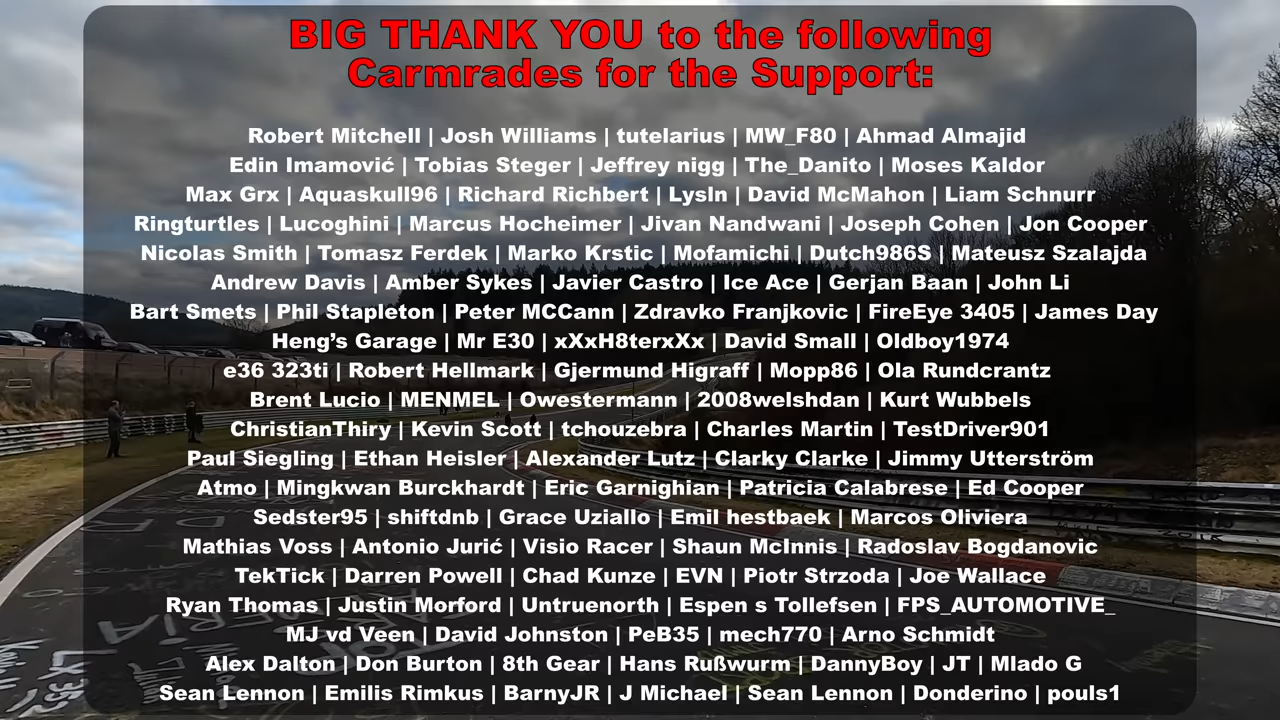 BIG THANK YOU to the following
Carmrades for the Support:
Robert Mitchell | Josh Williams | tutelarius | MW_F80 | Ahmad Almajid
Edin Imamović | Tobias Steger | Jeffrey nigg | The_Danito | Moses Kaldor
Max Grx | Aquaskull96 | Richard Richbert | Lysln | David McMahon | Liam Schnurr
Ringturtles | Lucoghini | Marcus Hocheimer | Jivan Nandwani | Joseph Cohen | Jon Cooper
Nicolas Smith | Tomasz Ferdek | Marko Krstic | Mofamichi | Dutch986S | Mateusz Szalajda
Andrew Davis | Amber Sykes | Javier Castro | Ice Ace | Gerjan Baan | John Li
Bart Smets | Phil Stapleton | Peter MCCann | Zdravko Franjkovic | FireEye 3405 | James Day
Heng’s Garage | Mr E30 | xXxH8terxXx | David Small | Oldboy1974
e36 323ti | Robert Hellmark | Gjermund Higraff | Mopp86 | Ola Rundcrantz
Brent Lucio | MENMEL | Owestermann | 2008welshdan | Kurt Wubbels
ChristianThiry | Kevin Scott | tchouzebra | Charles Martin | TestDriver901
Paul Siegling | Ethan Heisler | Alexander Lutz | Clarky Clarke | Jimmy Utterström
Atmo | Mingkwan Burckhardt | Eric Garnighian | Patricia Calabrese | Ed Cooper
Sedster95 | shiftdnb | Grace Uziallo | Emil hestbaek | Marcos Oliviera
Mathias Voss | Antonio Jurić | Visio Racer | Shaun McInnis | Radoslav Bogdanovic
TekTick | Darren Powell | Chad Kunze | EVN | Piotr Strzoda | Joe Wallace
Ryan Thomas | Justin Morford | Untruenorth | Espen s Tollefsen | FPS_AUTOMOTIVE_
MJ vd Veen | David Johnston | PeB35 | mech770 | Arno Schmidt
Alex Dalton | Don Burton | 8th Gear | Hans Rußwurm | DannyBoy | JT | Mlado G
Sean Lennon | Emilis Rimkus | BarnyJR | J Michael | Sean Lennon | Donderino | pouls1